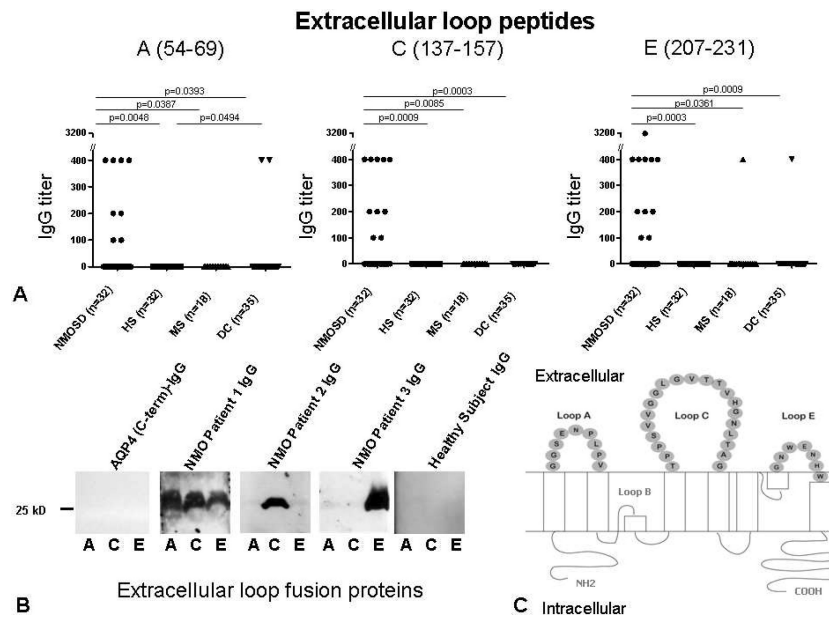 Extracellular loop peptides
A (54-69)
C (137-157)
E (207-231)
p=0.0393
p=0.0387
p=0.0048
p=0.0494
p=0.0003
p=0.0085
p=0.0009
p=0.0009
p=0.0361
p=0.0003
IgG titer
3200
400
300
200
100
0
IgG titer
3200
400
300
200
100
0
IgG titer
3200
400
300
200
100
0
A
NMOSD (n=32)
HS (n=32)
MS (n=18)
DC (n=35)
NMOSD (n=32)
HS (n=32)
MS (n=18)
DC (n=35)
NMOSD (n=32)
HS (n=32)
MS (n=18)
DC (n=35)
AQP4 (C-term)-IgG
NMO Patient 1 IgG
NMO Patient 2 IgG
NMO Patient 3 IgG
Healthy Subject IgG
25 kD
A C E
A C E
A C E
A C E
A C E
B
Extracellular loop fusion proteins
Extracellular
Loop A
Loop C
Loop E
Loop B
G G S E N P L P V
T P P S V V G G L G V T T V H G N L T A G
N G W E N H W
NH2
COOH
C
Intracellular